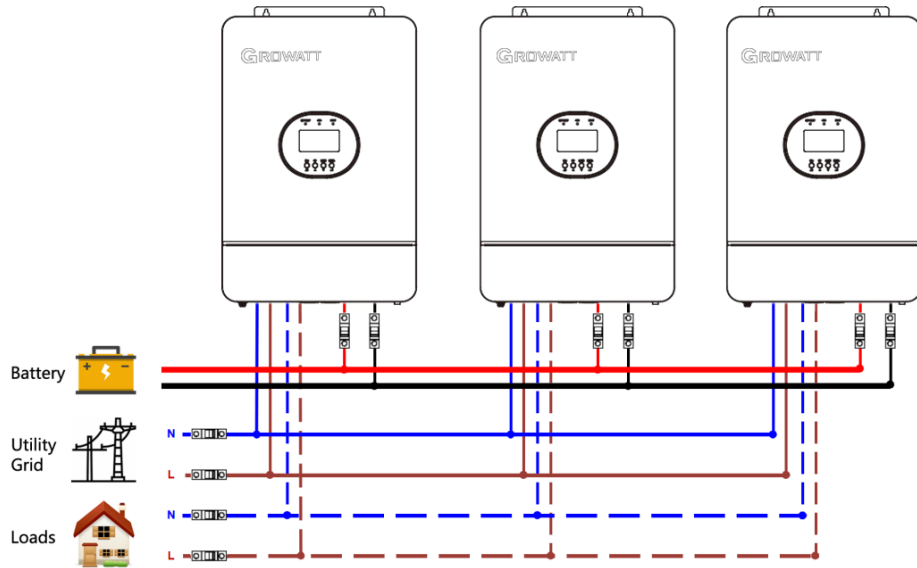 GROWATT
GROWATT
GROWATT
Battery
+
−
Utility
Grid
N
L
Loads
N
L